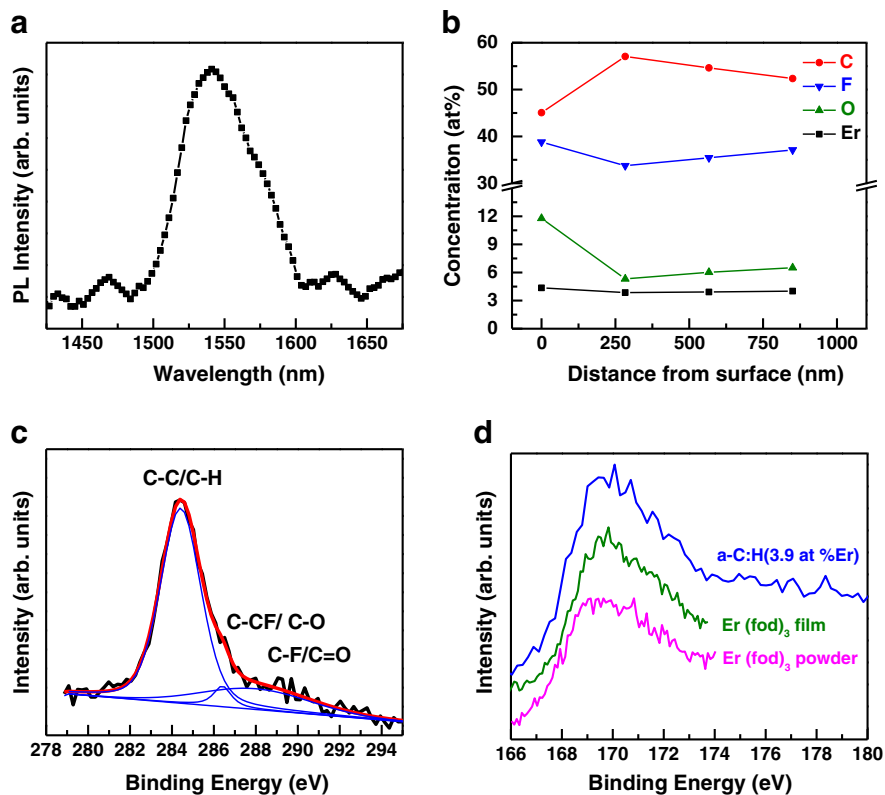 a
PL Intensity (arb. units)
1450 1500 1550 1600 1650
Wavelength (nm)
b
Concentraiton (at%)
60
50
40
30
12
9
6
3
0
C
F
O
Er
0 250 500 750 1000
Distance from surface (nm)
c
Intensity (arb. units)
C-C/C-H
C-CF/ C-O
C-F/C=O
278 280 282 284 286 288 290 292 294
Binding Energy (eV)
d
Intensity (arb. units)
a-C:H(3.9 at %Er)
Er (fod)₃ film
Er (fod)₃ powder
166 168 170 172 174 176 178 180
Binding Energy (eV)